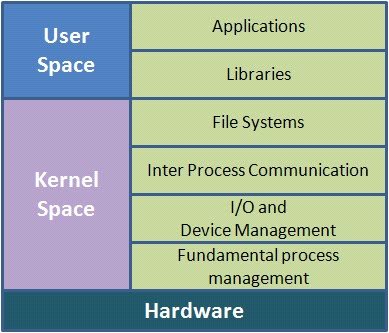 User
Space
Applications
Libraries
Kernel
Space
File Systems
Inter Process Communication
I/O and
Device Management
Fundamental process
management
Hardware